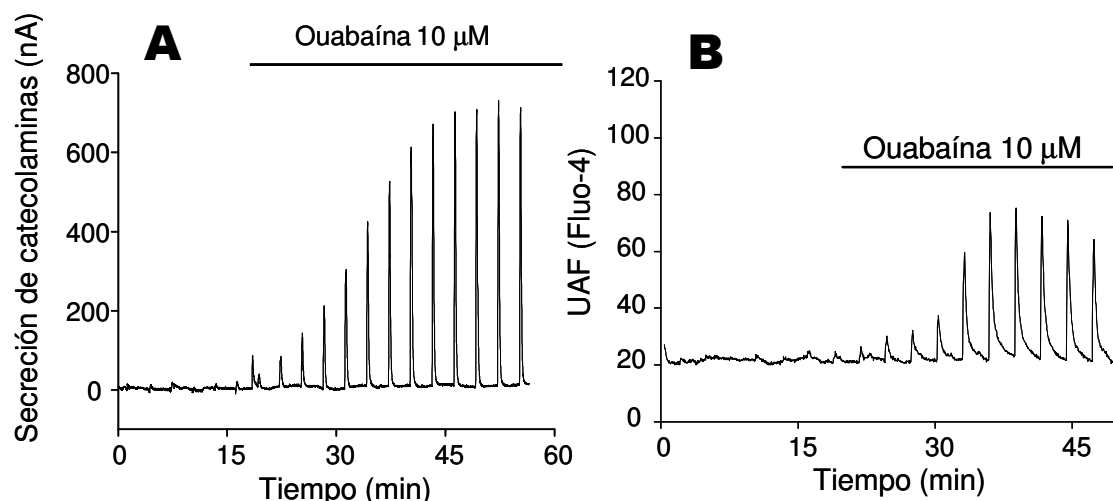 A
Ouabaína 10 µM
Secreción de catecolaminas (nA)
800
600
400
200
0
0 15 30 45 60
Tiempo (min)
B
Ouabaína 10 µM
UAF (Fluo-4)
120
100
80
60
40
20
0
0 15 30 45
Tiempo (min)